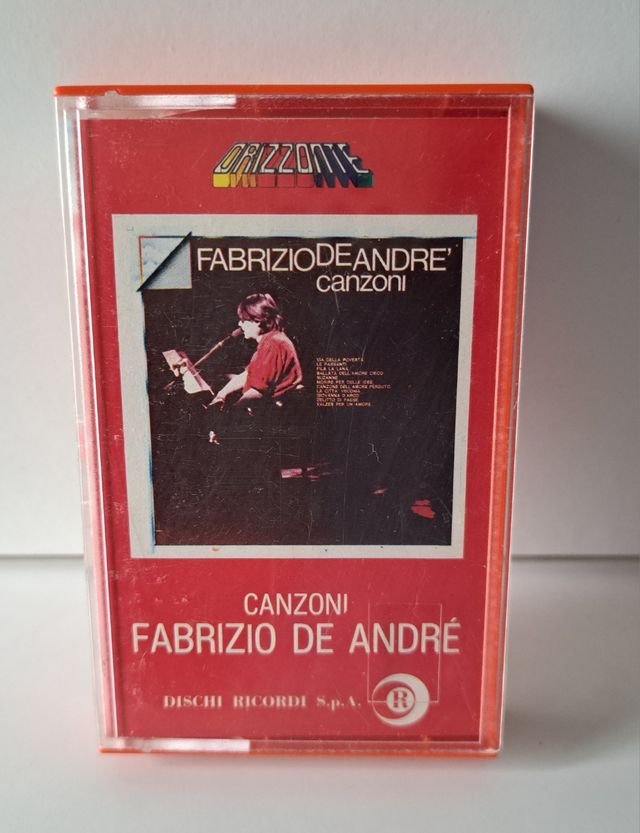 ORIZZONTE
FABRIZIO DE ANDRE'
canzoni
VIA DELLA POVERTA
LE PASSANTI
FILA LA LANA
BALLATA DELL'AMORE CIECO
SUZANNE
MORIRE PER DELLE IDEE
CANZONE DELL'AMORE PERDUTO
LA CITTA' VECCHIA
GIOVANNA D'ARCO
DELITTO DI PAESE
VALZER PER UN AMORE
CANZONI
FABRIZIO DE ANDRÉ
DISCHI RICORDI S.p.A.
R